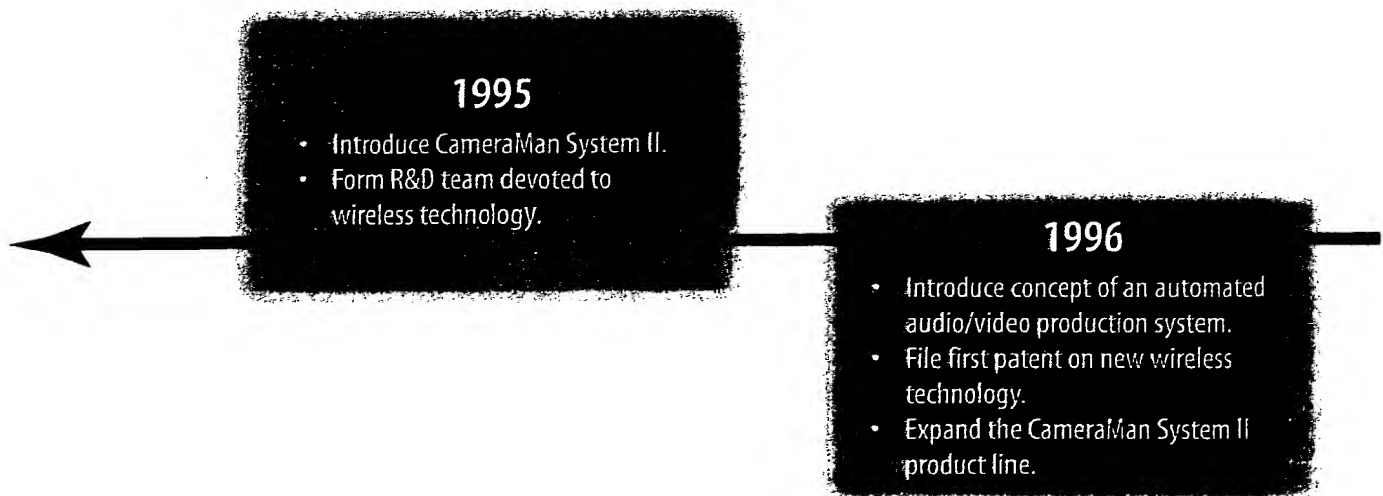 1995
• Introduce CameraMan System II.
• Form R&D team devoted to
wireless technology.
1996
• Introduce concept of an automated
audio/video production system.
• File first patent on new wireless
technology.
• Expand the CameraMan System II
product line.